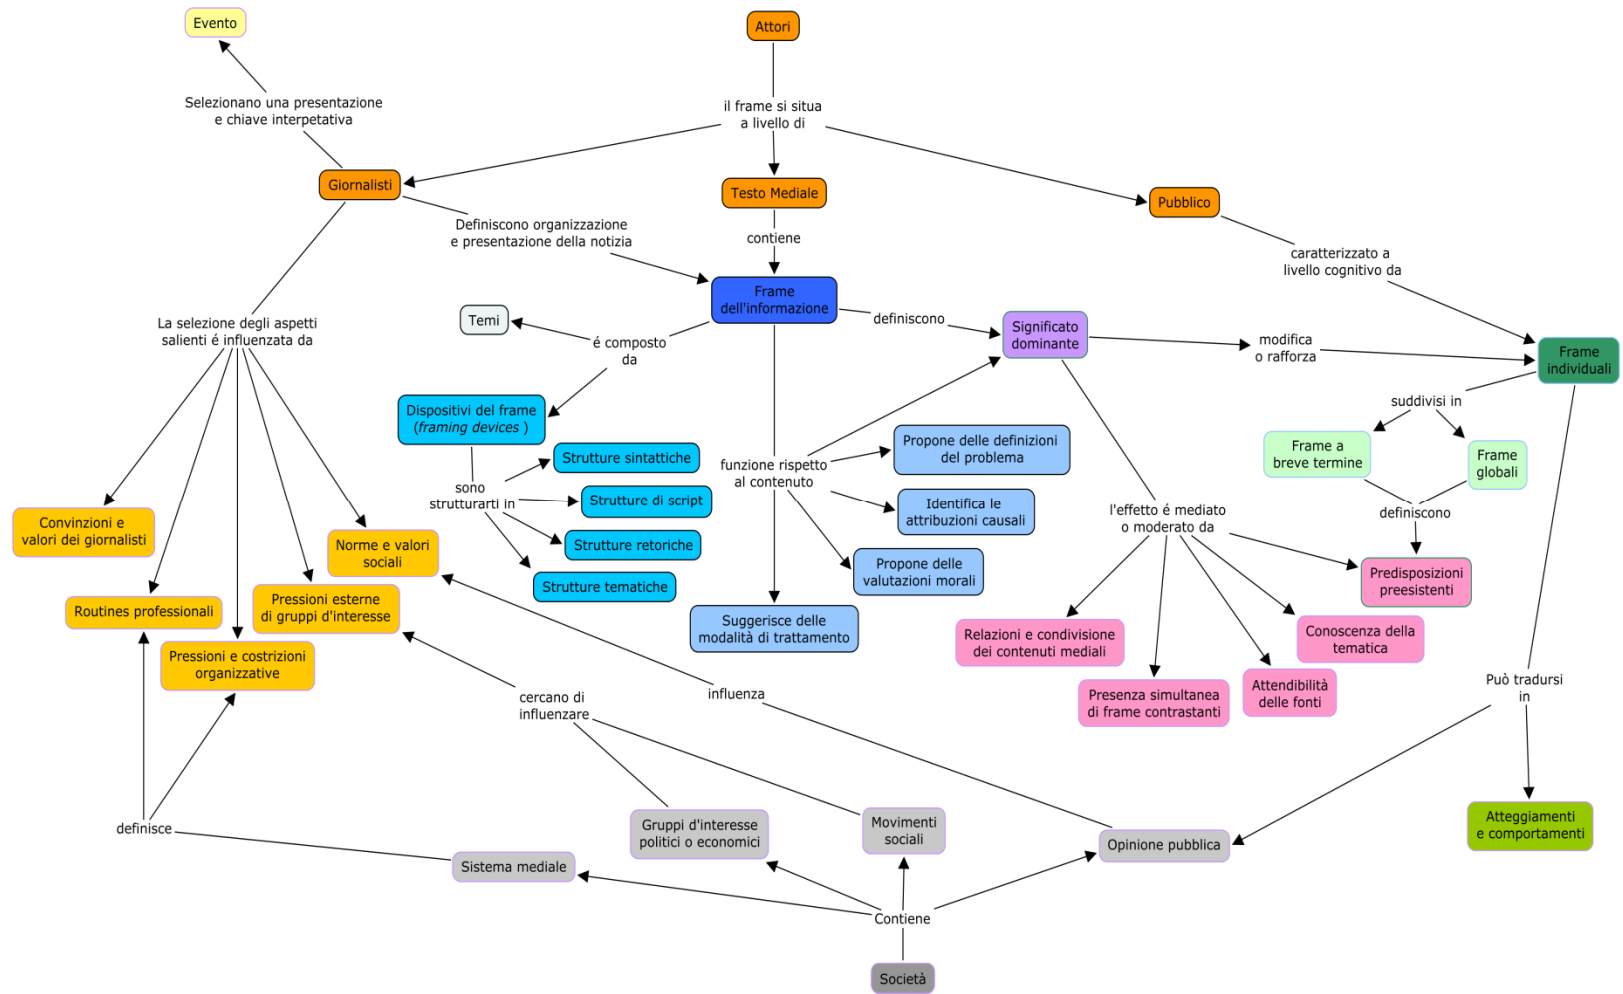 Evento
Attori
Selezionano una presentazione
e chiave interpetativa
il frame si situa
a livello di
Giornalisti
Testo Mediale
Pubblico
Definiscono organizzazione
e presentazione della notizia
contiene
caratterizzato a
livello cognitivo da
Frame
dell'informazione
Temi
definiscono
Significato
dominante
La selezione degli aspetti
salienti é influenzata da
é composto
da
modifica
o rafforza
Frame
individuali
Dispositivi del frame
(framing devices )
suddivisi in
Propone delle definizioni
del problema
Frame a
breve termine
Frame
globali
Strutture sintattiche
funzione rispetto
al contenuto
sono
strutturarti in
Strutture di script
Identifica le
attribuzioni causali
l'effetto é mediato
o moderato da
definiscono
Convinzioni e
valori dei giornalisti
Norme e valori
sociali
Strutture retoriche
Propone delle
valutazioni morali
Predisposizioni
preesistenti
Strutture tematiche
Routines professionali
Pressioni esterne
di gruppi d'interesse
Suggerisce delle
modalità di trattamento
Relazioni e condivisione
dei contenuti mediali
Conoscenza della
tematica
Pressioni e costrizioni
organizzative
Presenza simultanea
di frame contrastanti
Attendibilità
delle fonti
Può tradursi
in
cercano di
influenzare
influenza
definisce
Gruppi d'interesse
politici o economici
Movimenti
sociali
Opinione pubblica
Atteggiamenti
e comportamenti
Sistema mediale
Contiene
Società